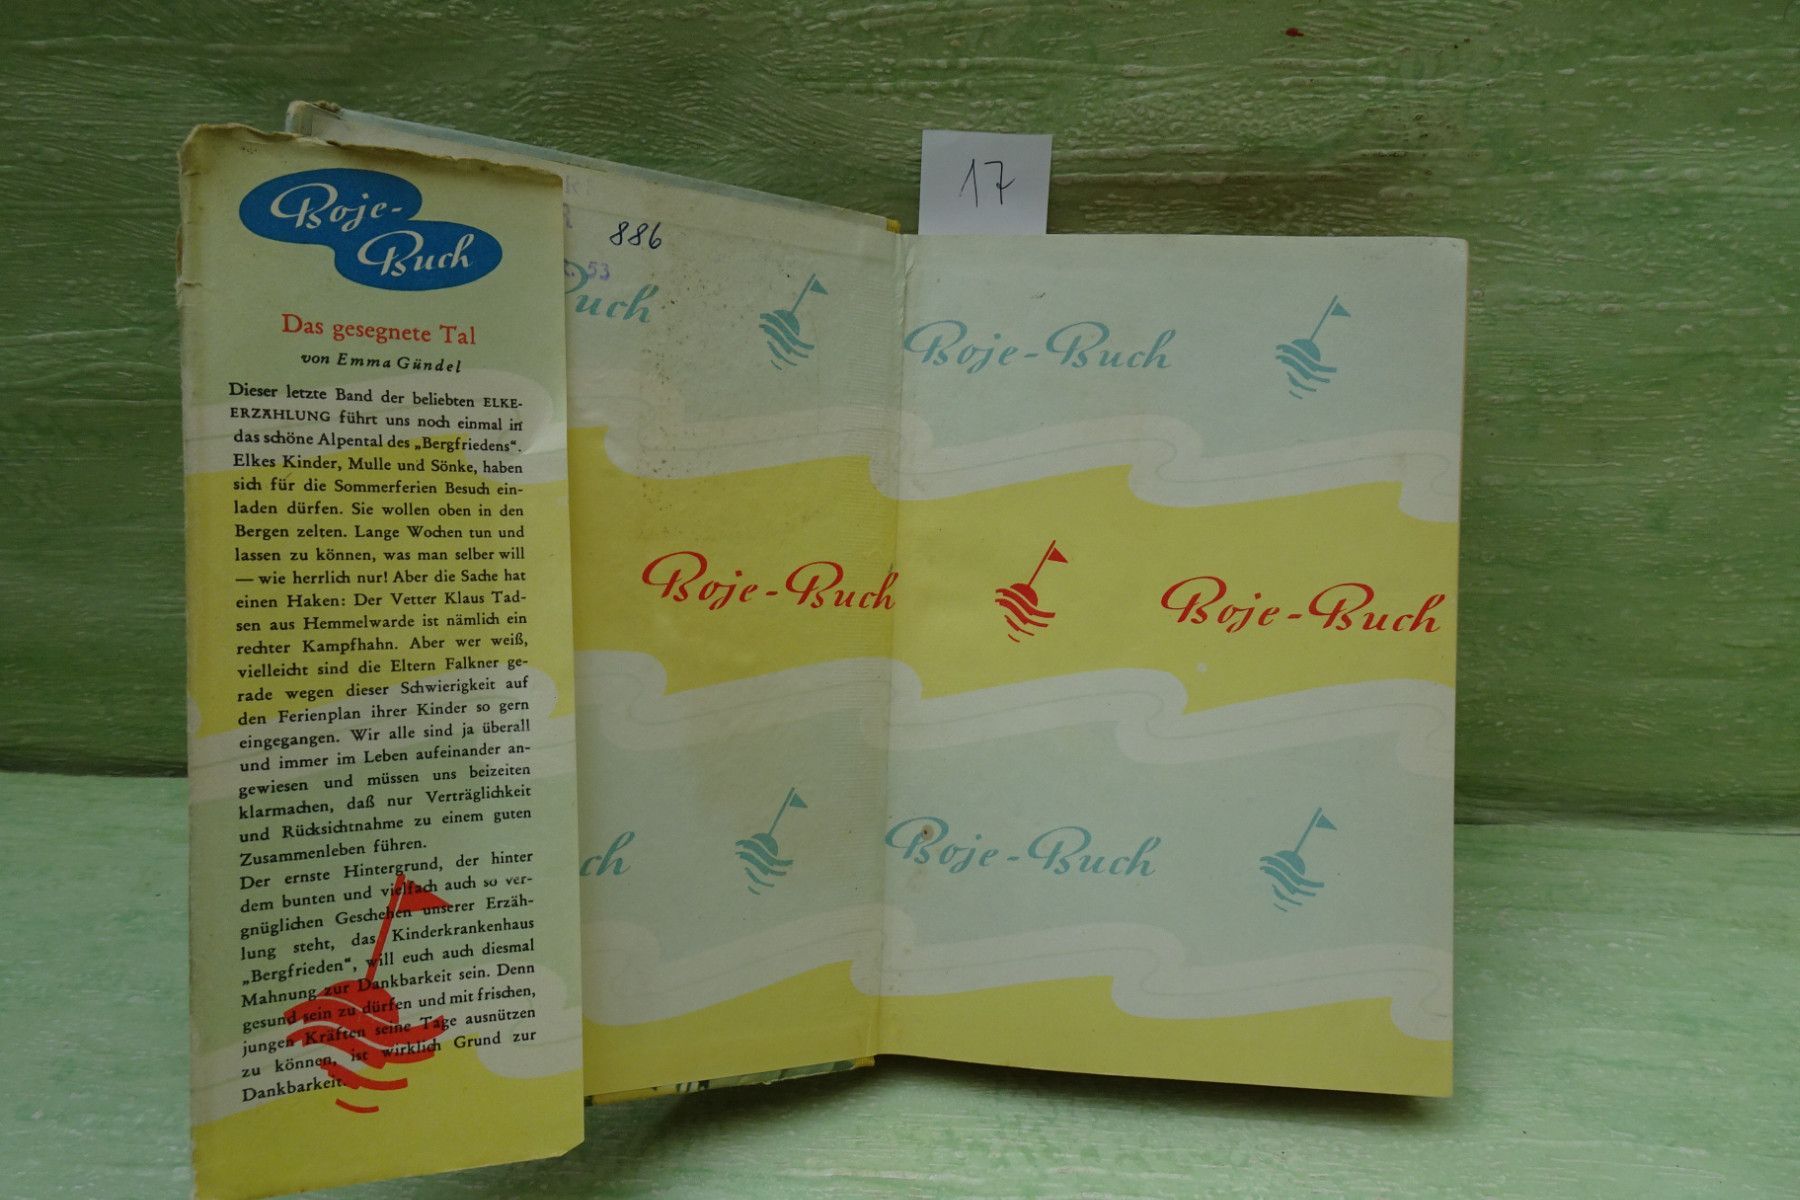 Boje-
Buch
Das gesegnete Tal
von Emma Gündel
Dieser letzte Band der beliebten ELKE-
ERZÄHLUNG führt uns noch einmal in
das schöne Alpental des „Bergfriedens“.
Elkes Kinder, Mulle und Sönke, haben
sich für die Sommerferien Besuch ein-
laden dürfen. Sie wollen oben in den
Bergen zelten. Lange Wochen tun und
lassen zu können, was man selber will
— wie herrlich nur! Aber die Sache hat
einen Haken: Der Vetter Klaus Tad-
sen aus Hemmelwarde ist nämlich ein
rechter Kampfhahn. Aber wer weiß,
vielleicht sind die Eltern Falkner ge-
rade wegen dieser Schwierigkeit auf
den Ferienplan ihrer Kinder so gern
eingegangen. Wir alle sind ja überall
und immer im Leben aufeinander an-
gewiesen und müssen uns beizeiten
klarmachen, daß nur Verträglichkeit
und Rücksichtnahme zu einem guten
Zusammenleben führen.
Der ernste Hintergrund, der hinter
dem bunten und vielfach auch so ver-
gnüglichen Geschehen unserer Erzäh-
lung steht, das Kinderkrankenhaus
„Bergfrieden“, will euch auch diesmal
Mahnung zur Dankbarkeit sein. Denn
gesund sein zu dürfen und mit frischen,
jungen Kräften seine Tage ausnützen
zu können, ist wirklich Grund zur
Dankbarkeit.
886
53
Buch
Boje-Buch
ch
17
Boje-Buch
Boje-Buch
Boje-Buch